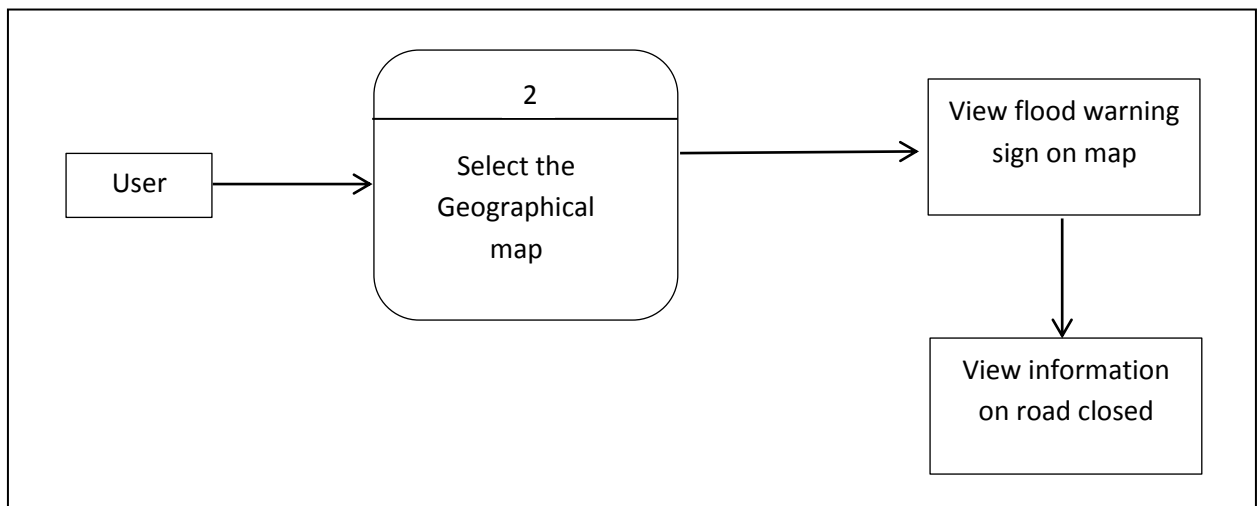 User
2
Select the
Geographical
map
View flood warning
sign on map
View information
on road closed